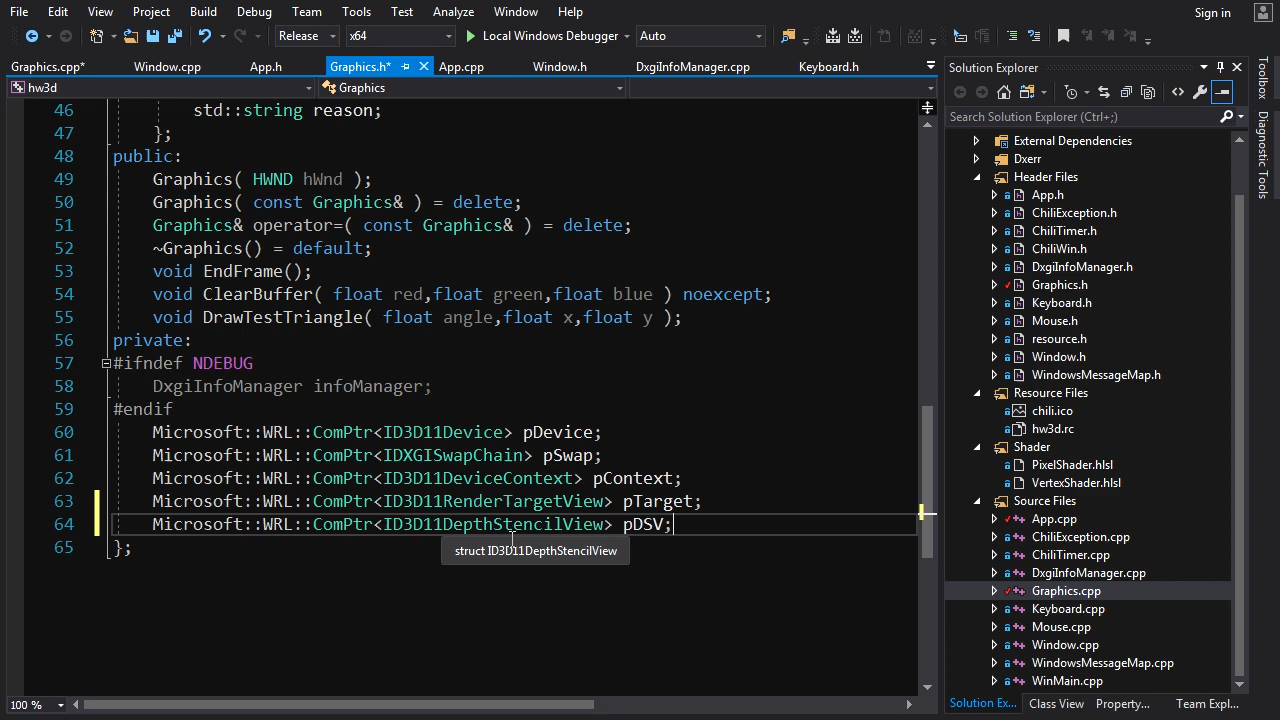 File Edit View Project Build Debug Team Tools Test Analyze Window Help Sign in
Release x64 Local Windows Debugger Auto
Graphics.cpp* Window.cpp App.h Graphics.h* App.cpp Window.h DxgiInfoManager.cpp Keyboard.h
hw3d Graphics
46 std::string reason;
47 };
48 public:
49 Graphics( HWND hWnd );
50 Graphics( const Graphics& ) = delete;
51 Graphics& operator=( const Graphics& ) = delete;
52 ~Graphics() = default;
53 void EndFrame();
54 void ClearBuffer( float red,float green,float blue ) noexcept;
55 void DrawTestTriangle( float angle,float x,float y );
56 private:
57 #ifndef NDEBUG
58 DxgiInfoManager infoManager;
59 #endif
60 Microsoft::WRL::ComPtr<ID3D11Device> pDevice;
61 Microsoft::WRL::ComPtr<IDXGISwapChain> pSwap;
62 Microsoft::WRL::ComPtr<ID3D11DeviceContext> pContext;
63 Microsoft::WRL::ComPtr<ID3D11RenderTargetView> pTarget;
64 Microsoft::WRL::ComPtr<ID3D11DepthStencilView> pDSV;
65 };
struct ID3D11DepthStencilView
100 %
Solution Explorer
Search Solution Explorer (Ctrl+;)
External Dependencies
Dxerr
Header Files
App.h
ChiliException.h
ChiliTimer.h
ChiliWin.h
DxgiInfoManager.h
Graphics.h
Keyboard.h
Mouse.h
resource.h
Window.h
WindowsMessageMap.h
Resource Files
chili.ico
hw3d.rc
Shader
PixelShader.hlsl
VertexShader.hlsl
Source Files
App.cpp
ChiliException.cpp
ChiliTimer.cpp
DxgiInfoManager.cpp
Graphics.cpp
Keyboard.cpp
Mouse.cpp
Window.cpp
WindowsMessageMap.cpp
WinMain.cpp
Solution Ex... Class View Property... Team Expl...
Toolbox
Diagnostic Tools